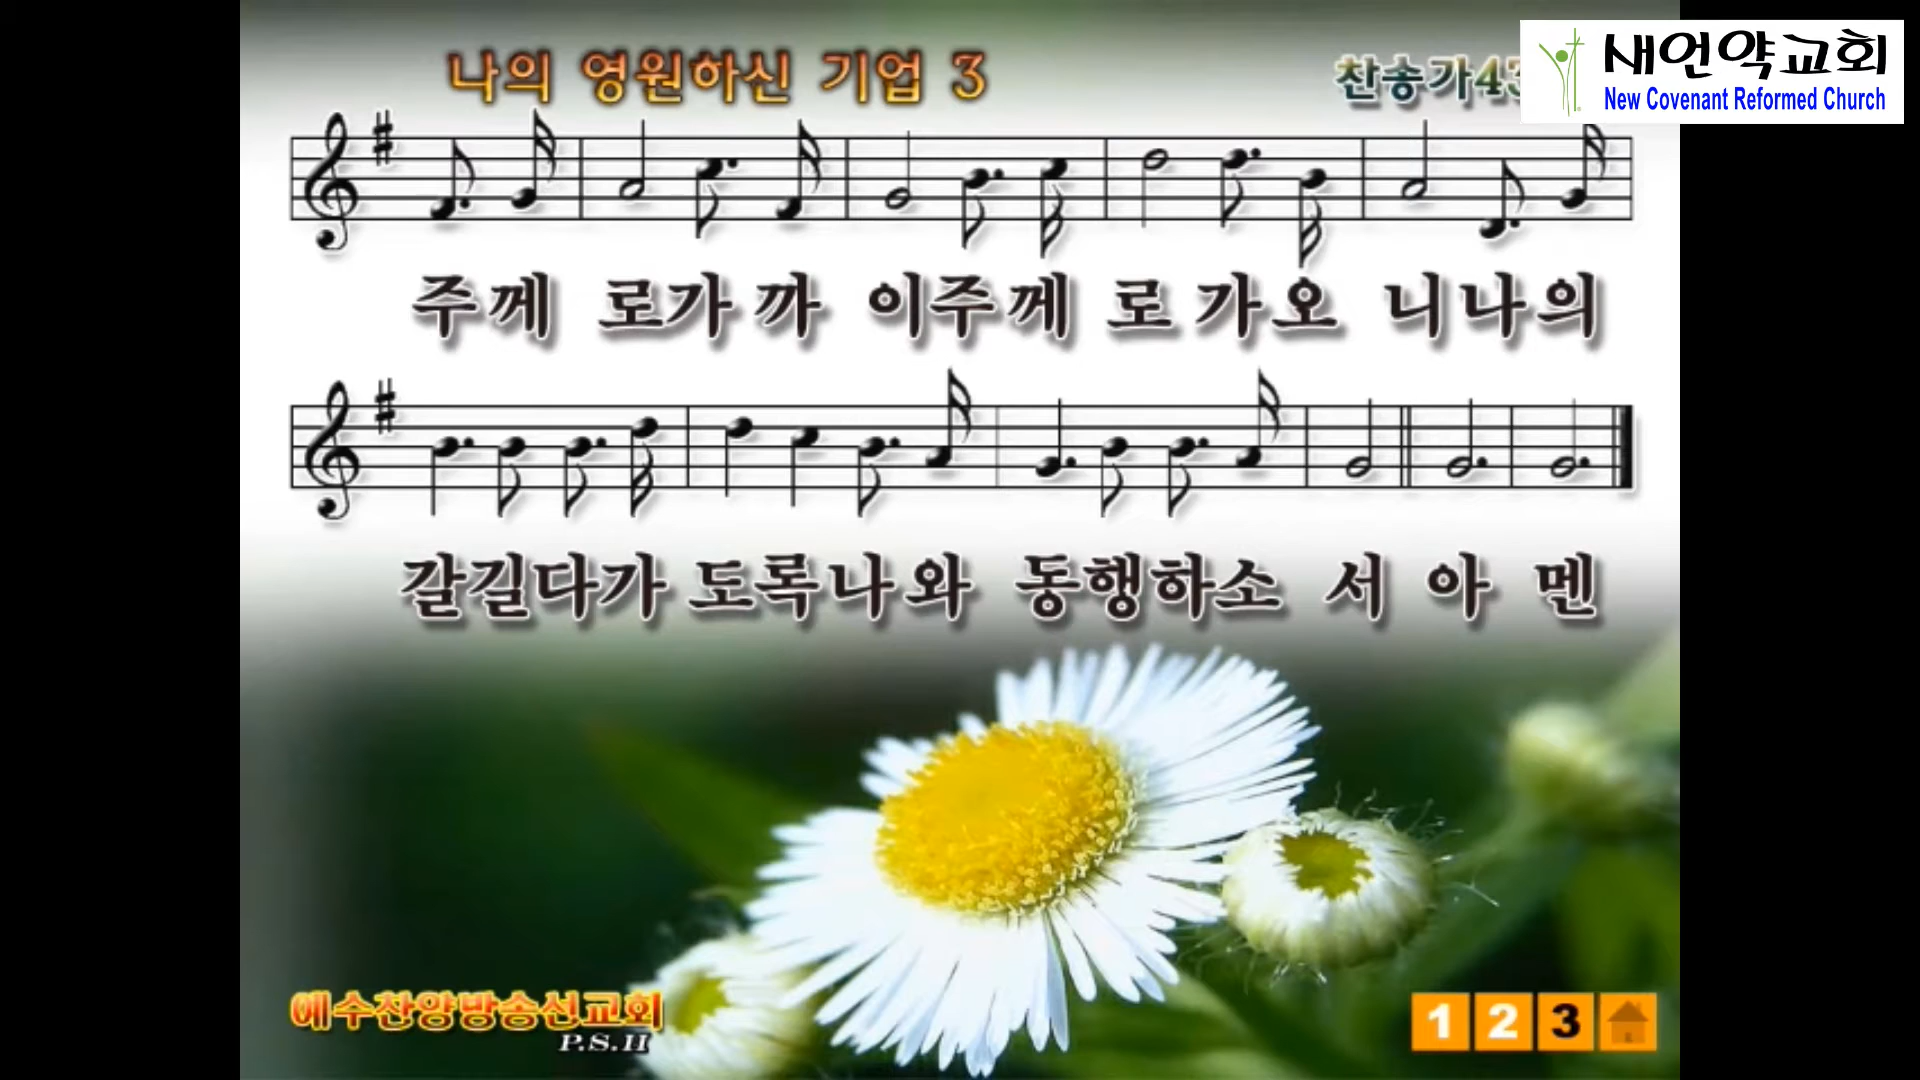 나의 영원하신 기업 3
찬송가43
새언약교회
New Covenant Reformed Church
주께 로가까 이주께 로 가오 니나의
갈길다가 도록나와 동행하소 서 아 멘
예수찬양방송선교회
P.S.H
1 2 3